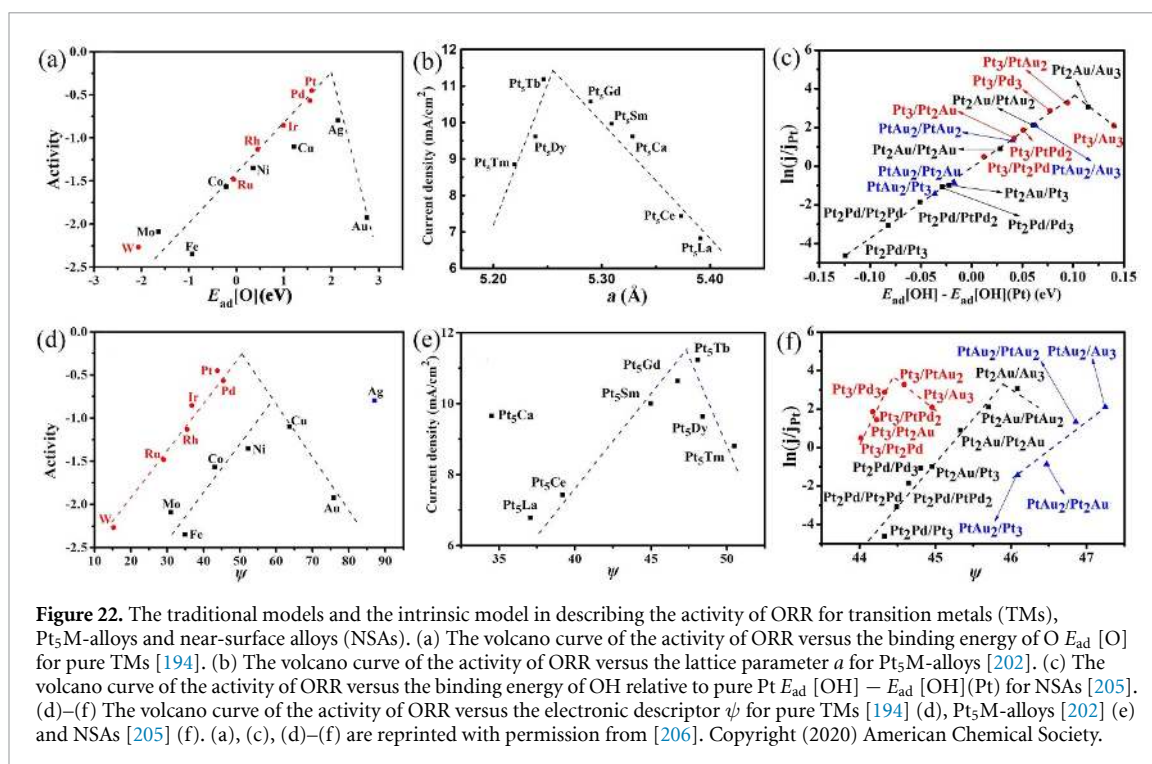 (a)
0.0
-0.5
-1.0
-1.5
-2.0
-2.5
Activity
Pt
Pd
Ag
Ir
Rh
Cu
Ni
Co
Ru
Mo
W
Fe
Au
-3 -2 -1 0 1 2 3
E_ad[O](eV)
(b)
12
11
10
9
8
7
6
Current density (mA/cm²)
Pt₅Tb
Pt₅Gd
Pt₅Sm
Pt₅Dy
Pt₅Ca
Pt₅Tm
Pt₅Ce
Pt₅La
5.20 5.30 5.40
a (Å)
(c)
6
4
2
0
-2
-4
ln(j/j_Pt)
Pt₃/PtAu₂
Pt₃/Pd₃
Pt₂Au/Au₃
Pt₂Au/PtAu₂
Pt₃/Pt₂Au
PtAu₂/PtAu₂
Pt₃/Au₃
Pt₂Au/Pt₂Au
Pt₃/PtPd₂
Pt₃/Pt₂Pd
PtAu₂/Au₃
PtAu₂/Pt₂Au
PtAu₂/Pt₃
Pt₂Au/Pt₃
Pt₂Pd/Pt₂Pd
Pt₂Pd/PtPd₂
Pt₂Pd/Pd₃
Pt₂Pd/Pt₃
-0.15 -0.10 -0.05 0.00 0.05 0.10 0.14
E_ad[OH] - E_ad[OH](Pt) (eV)
(d)
0.0
-0.5
-1.0
-1.5
-2.0
-2.5
Activity
Pt
Pd
Ag
Ir
Rh
Cu
Ni
Ru
Co
Mo
W
Fe
Au
10 20 30 40 50 60 70 80 90
ψ
(e)
12
10
8
6
Current density (mA/cm²)
Pt₅Tb
Pt₅Gd
Pt₅Sm
Pt₅Ca
Pt₅Dy
Pt₅Tm
Pt₅Ce
Pt₅La
35 40 45 50
ψ
(f)
6
4
2
0
-2
-4
ln(j/j_Pt)
PtAu₂/PtAu₂
PtAu₂/Au₃
Pt₃/PtAu₂
Pt₂Au/Au₃
Pt₃/Pd₃
Pt₃/Au₃
Pt₃/PtPd₂
Pt₂Au/PtAu₂
Pt₃/Pt₂Au
Pt₃/Pt₂Pd
Pt₂Au/Pt₂Au
Pt₂Pd/Pd₃
Pt₂Au/Pt₃
Pt₂Pd/Pt₂Pd
Pt₂Pd/PtPd₂
PtAu₂/Pt₂Au
Pt₂Pd/Pt₃
PtAu₂/Pt₃
44 45 46 47
ψ
Figure 22. The traditional models and the intrinsic model in describing the activity of ORR for transition metals (TMs),
Pt₅M-alloys and near-surface alloys (NSAs). (a) The volcano curve of the activity of ORR versus the binding energy of O E_ad [O]
for pure TMs [194]. (b) The volcano curve of the activity of ORR versus the lattice parameter a for Pt₅M-alloys [202]. (c) The
volcano curve of the activity of ORR versus the binding energy of OH relative to pure Pt E_ad [OH] − E_ad [OH](Pt) for NSAs [205].
(d)–(f) The volcano curve of the activity of ORR versus the electronic descriptor ψ for pure TMs [194] (d), Pt₅M-alloys [202] (e)
and NSAs [205] (f). (a), (c), (d)–(f) are reprinted with permission from [206]. Copyright (2020) American Chemical Society.